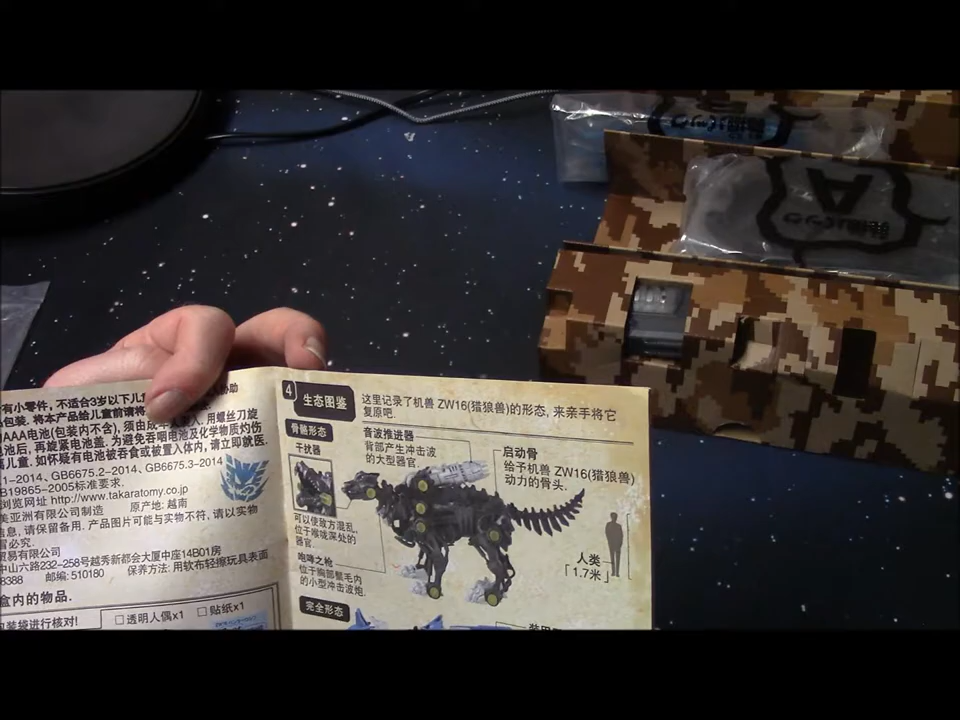 有小零件，不适合3岁以下儿
协助
包装. 将本产品给儿童前请将
AAA电池(包装内不含), 须由成年人
入，用螺丝刀旋
电池后，再旋紧电池盖. 为避免吞咽电池及化学物质灼伤
儿童. 如怀疑有电池被吞食或被置入体内，请立即就医.
1-2014, GB6675.2-2014, GB6675.3-2014
B19865-2005标准要求.
浏览网址 http://www.takaratomy.co.jp
美亚洲有限公司制造 原产地: 越南
信息，请保留备用. 产品图片可能与实物不符，请以实物
贸易有限公司
中山六路232-258号越秀新都会大厦中座14B01房
8388 邮编: 510180 保养方法: 用软布轻擦玩具表面
盒内的物品.
包装袋进行核对!
□透明人偶x1 □贴纸x1
4 生态图鉴
这里记录了机兽 ZW16(猎狼兽)的形态，来亲手将它
复原吧.
骨骼形态
干扰器
可以使敌方混乱,
位于喉咙深处的
器官.
音波推进器
背部产生冲击波
的大型器官.
启动骨
给予机兽 ZW16(猎狼兽)
动力的骨头.
咆哮之枪
位于胸部鬃毛内
的小型冲击波炮.
人类
「1.7米」
完全形态
A